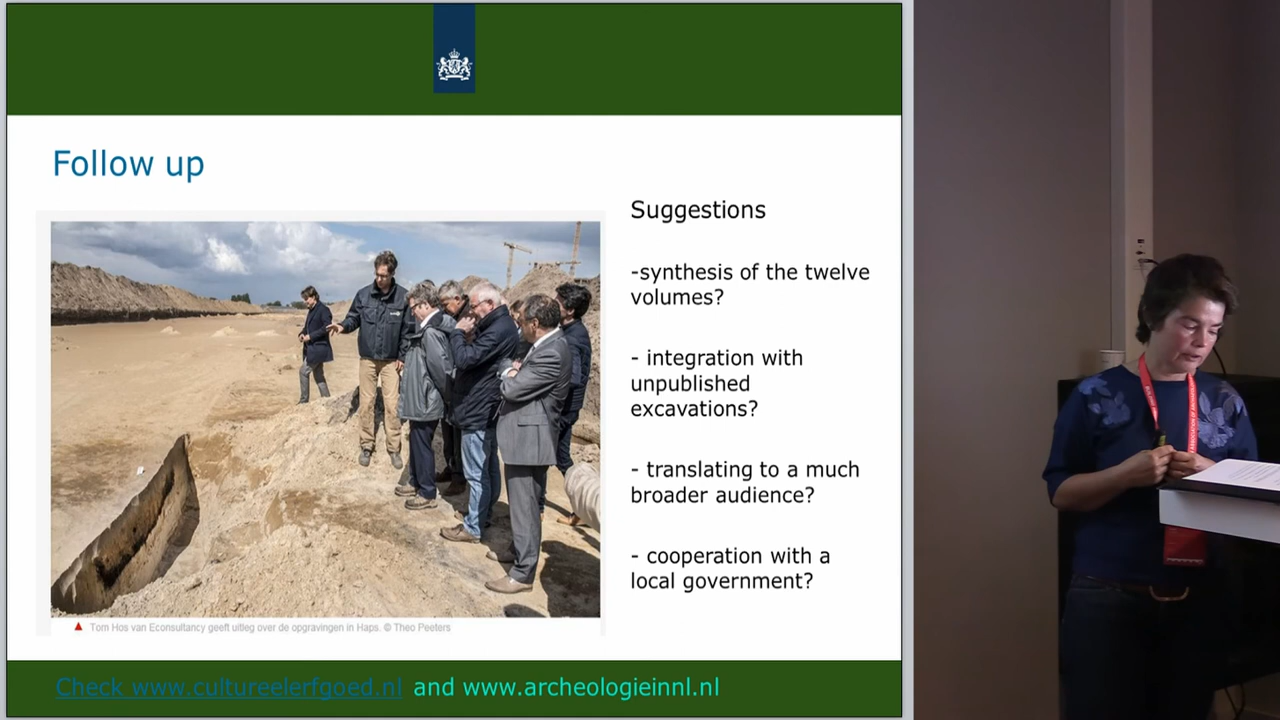 Follow up
Suggestions
-synthesis of the twelve
volumes?
- integration with
unpublished
excavations?
- translating to a much
broader audience?
- cooperation with a
local government?
Tom Hos van Econsultancy geeft uitleg over de opgravingen in Haps. © Theo Peeters
Check www.cultureelerfgoed.nl and www.archeologieinnl.nl